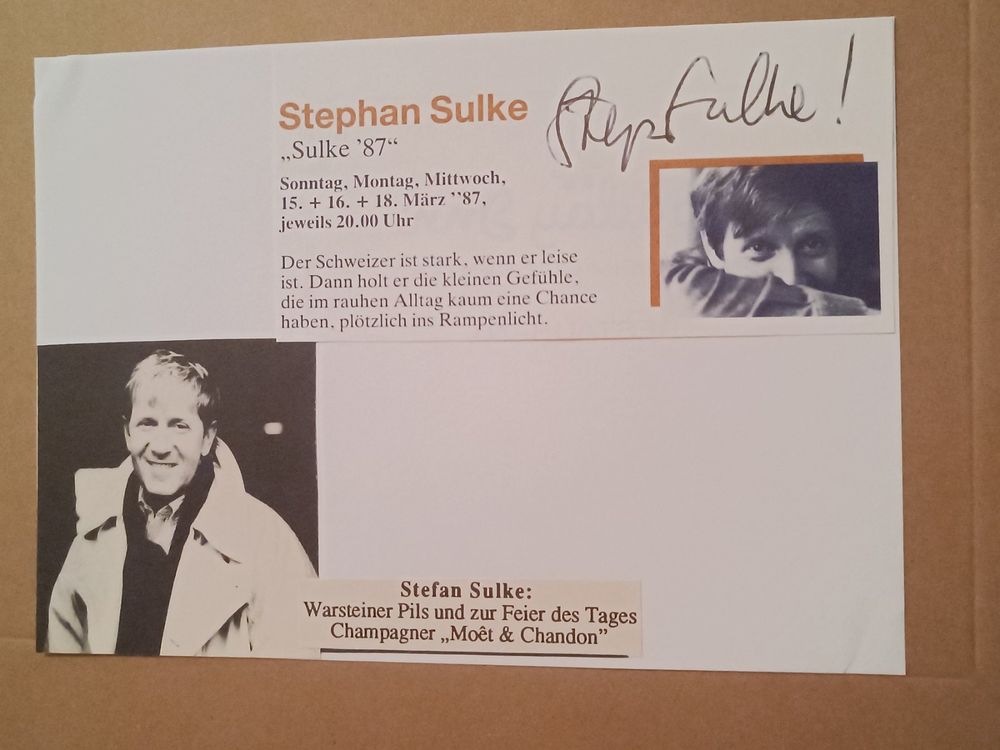 Stephan Sulke
„Sulke ’87“
Sonntag, Montag, Mittwoch,
15. + 16. + 18. März ’’87,
jeweils 20.00 Uhr
Der Schweizer ist stark, wenn er leise
ist. Dann holt er die kleinen Gefühle,
die im rauhen Alltag kaum eine Chance
haben, plötzlich ins Rampenlicht.
Steph Sulke!
Stefan Sulke:
Warsteiner Pils und zur Feier des Tages
Champagner „Moêt & Chandon”